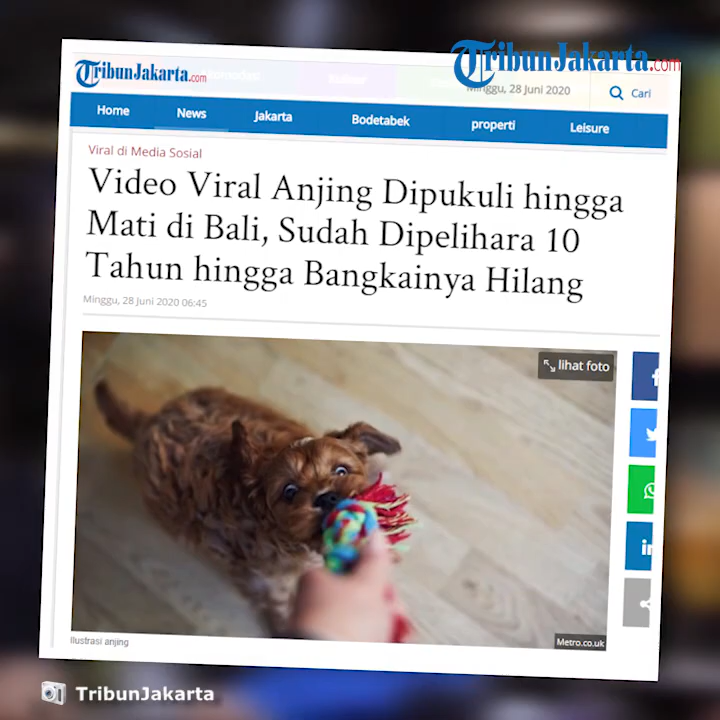 TribunJakarta.com
TribunJakarta.com
Minggu, 28 Juni 2020
Cari
Home
News
Jakarta
Bodetabek
properti
Leisure
Viral di Media Sosial
Video Viral Anjing Dipukuli hingga
Mati di Bali, Sudah Dipelihara 10
Tahun hingga Bangkainya Hilang
Minggu, 28 Juni 2020 06:45
lihat foto
in
Ilustrasi anjing
Metro.co.uk
TribunJakarta